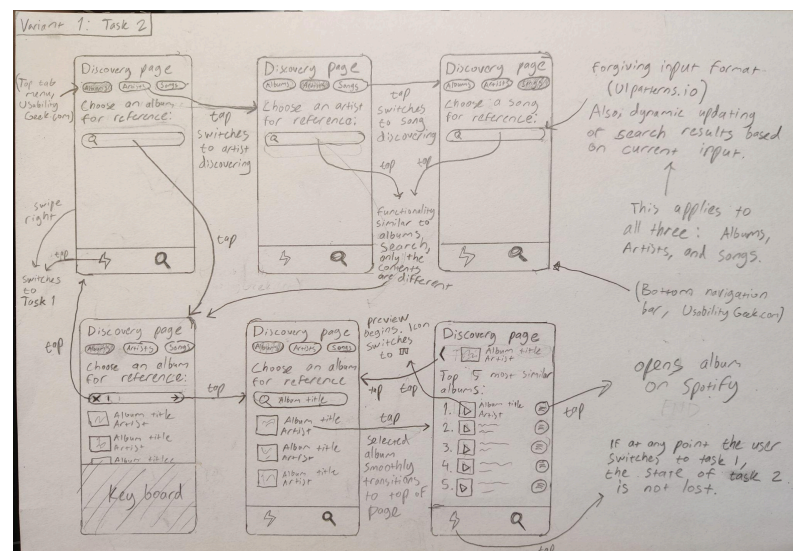 Variant 1: Task 2
(Top tab
menu,
Usability
Geek.com)
Discovery page
Albums Artists Songs
Choose an album
for reference:
tap
switches
to artist
discovering
Discovery page
Albums Artists Songs
Choose an artist
for reference:
tap
switches
to song
discovering
Discovery page
Albums Artists Songs
Choose a song
for reference:
Forgiving input format
(UIpatterns.io)
Also, dynamic updating
of search results based
on current input.
This applies to
all three: Albums,
Artists, and Songs.
(Bottom navigation
bar, UsabilityGeek.com)
swipe
right
tap
switches
to
Task 1
tap
tap
tap
tap
Functionality
similar to
albums,
search,
only the
contents
are different
Discovery page
Albums Artists Songs
Choose an album
for reference:
X
Album title
Artist
Album title
Artist
Album title
Keyboard
tap
Discovery page
Albums Artists Songs
Choose an album
for reference
Album title
Album title
Artist
Album title
Artist
Album title
Artist
tap
Selected
album
smoothly
transitions
to top of
page
preview
begins. Icon
switches
to
tap
tap
Discovery page
Album title
Artist
Top 5 most similar
albums:
1. Album title
Artist
2.
3.
4.
5.
tap
opens album
on Spotify
If at any point the user
switches to task 1,
the state of task 2
is not lost.
tap